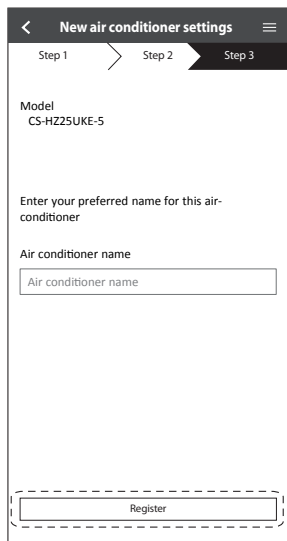 New air conditioner settings
Step 1
Step 2
Step 3
Model
CS-HZ25UKE-5
Enter your preferred name for this air-
conditioner
Air conditioner name
Air conditioner name
Register